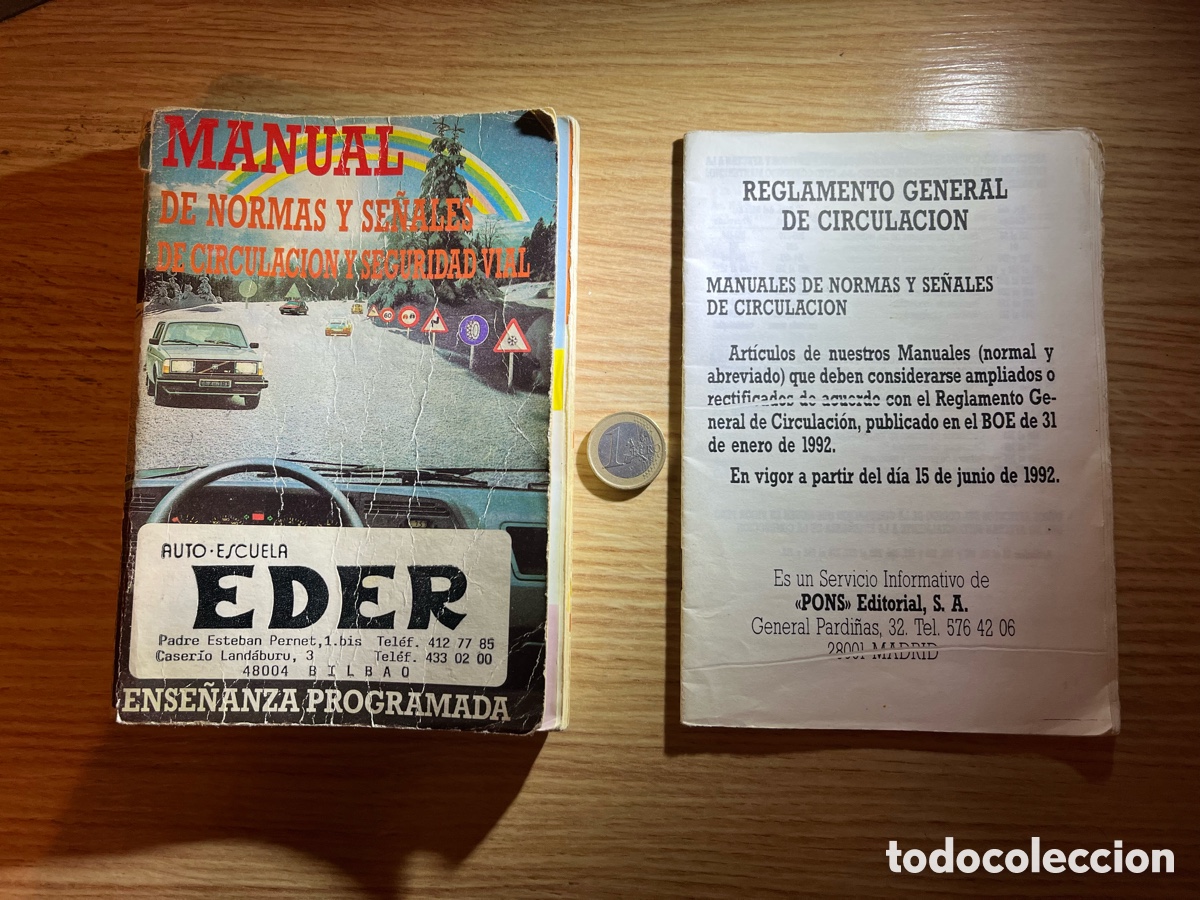 MANUAL
DE NORMAS Y SEÑALES
DE CIRCULACION Y SEGURIDAD VIAL
60
AUTO-ESCUELA
EDER
Padre Esteban Pernet,1.bis Teléf. 412 77 85
Caserío Landáburu, 3 Teléf. 433 02 00
48004 BILBAO
ENSEÑANZA PROGRAMADA
1
REGLAMENTO GENERAL
DE CIRCULACION
MANUALES DE NORMAS Y SEÑALES
DE CIRCULACION
Artículos de nuestros Manuales (normal y
abreviado) que deben considerarse ampliados o
rectificados de acuerdo con el Reglamento Ge-
neral de Circulación, publicado en el BOE de 31
de enero de 1992.
En vigor a partir del día 15 de junio de 1992.
Es un Servicio Informativo de
«PONS» Editorial, S. A.
General Pardiñas, 32. Tel. 576 42 06
28001 MADRID
todocoleccion